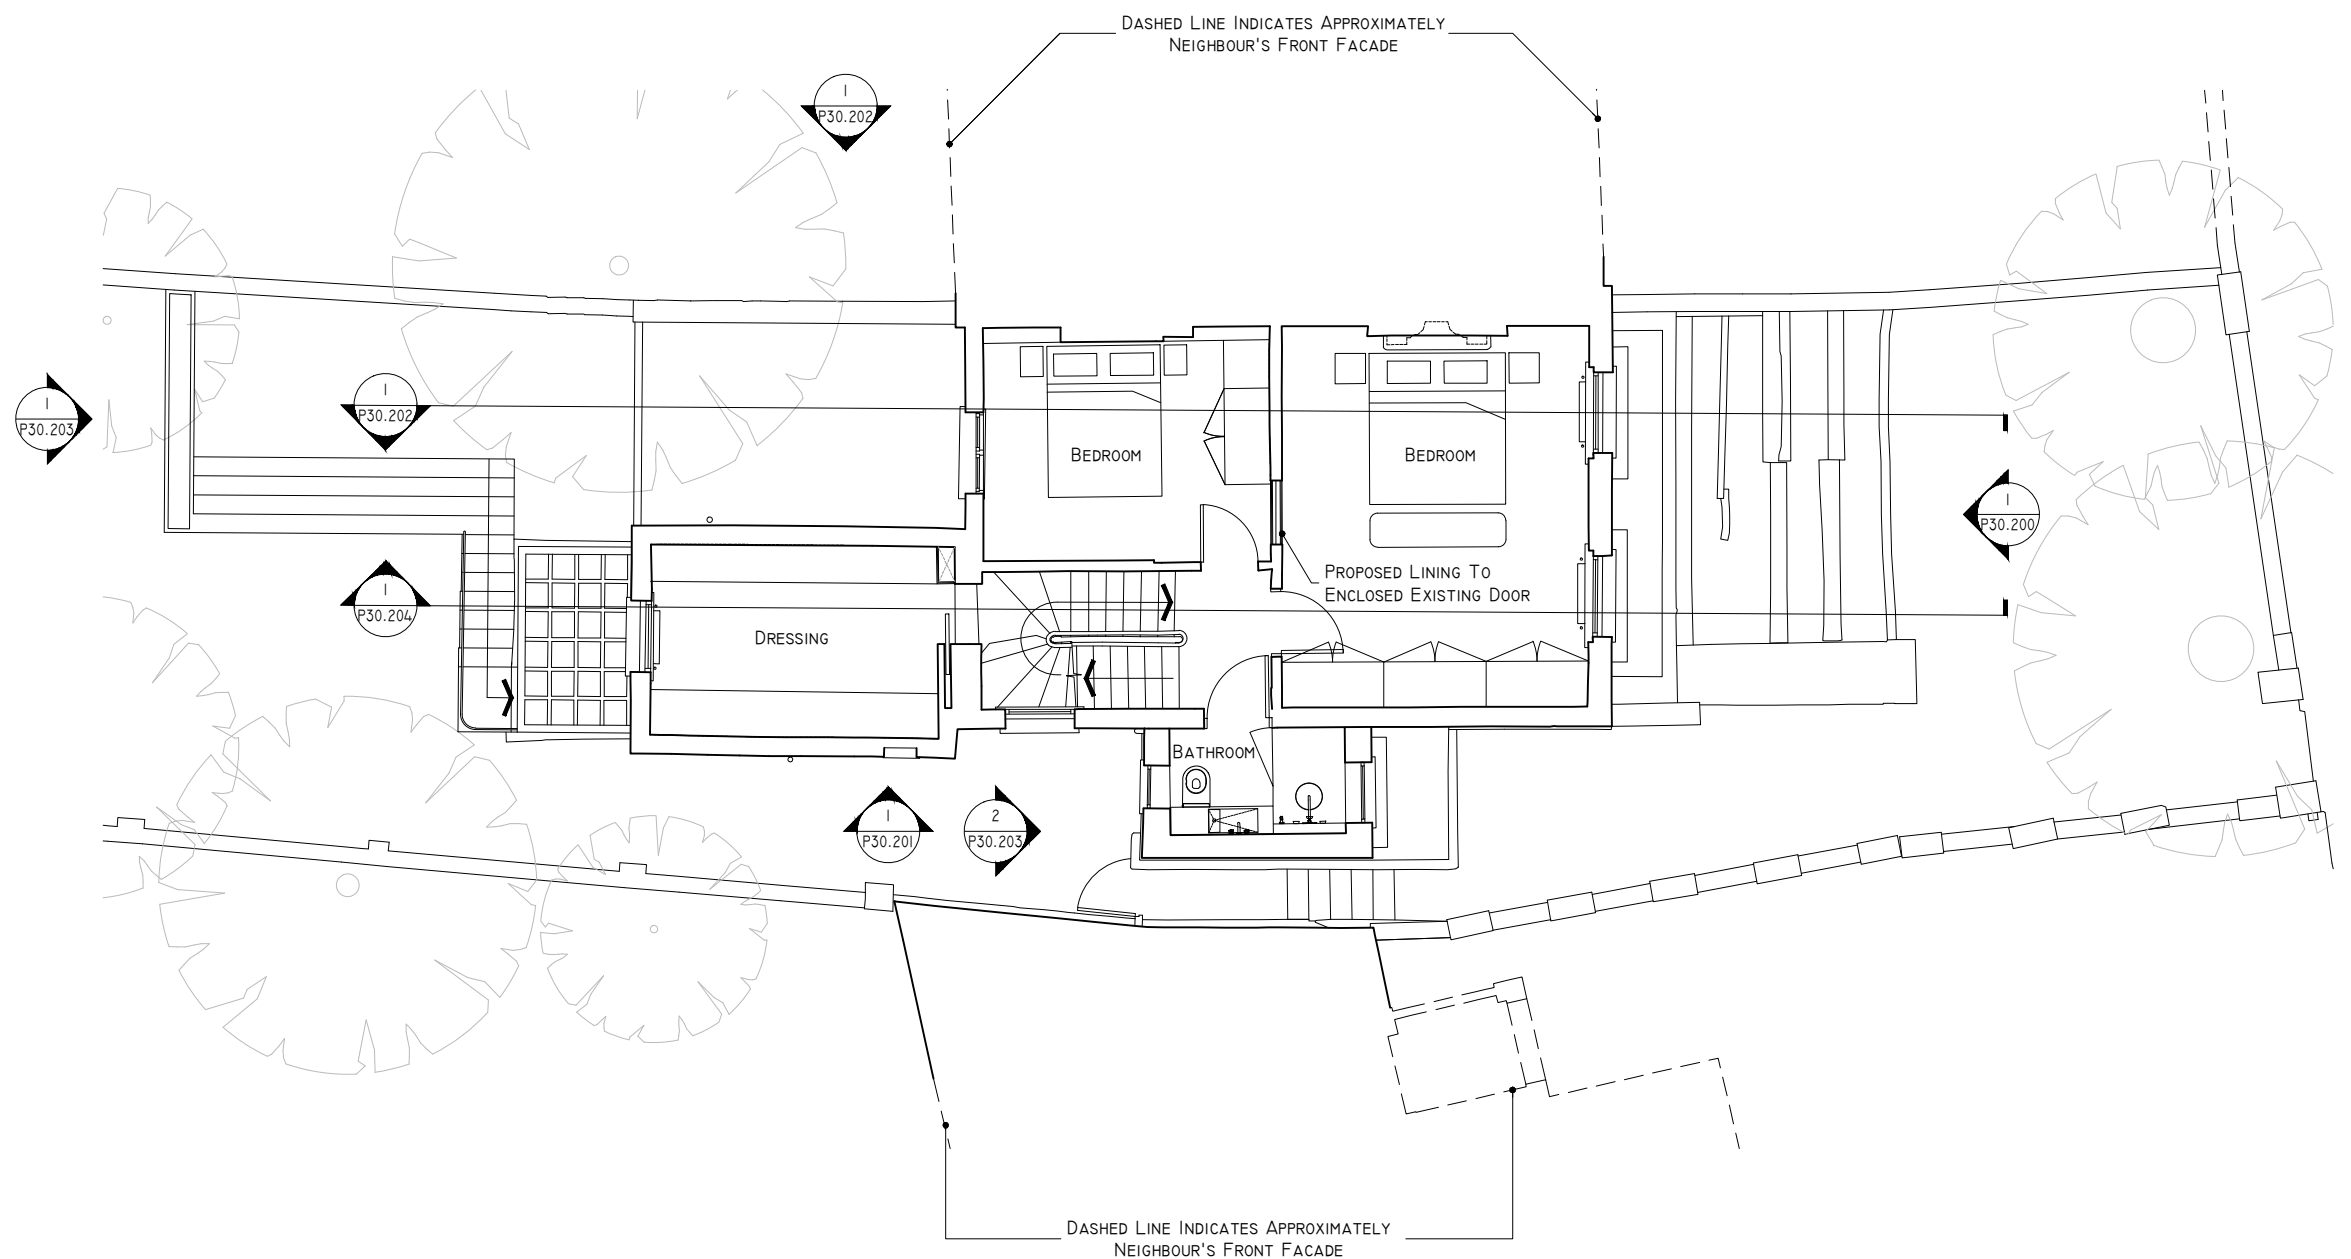 DASHED LINE INDICATES APPROXIMATELY
NEIGHBOUR'S FRONT FACADE
1
P30.202
1
P30.203
1
P30.202
BEDROOM
BEDROOM
1
P30.200
PROPOSED LINING TO
ENCLOSED EXISTING DOOR
1
P30.204
DRESSING
BATHROOM
1
P30.201
2
P30.203
DASHED LINE INDICATES APPROXIMATELY
NEIGHBOUR'S FRONT FACADE